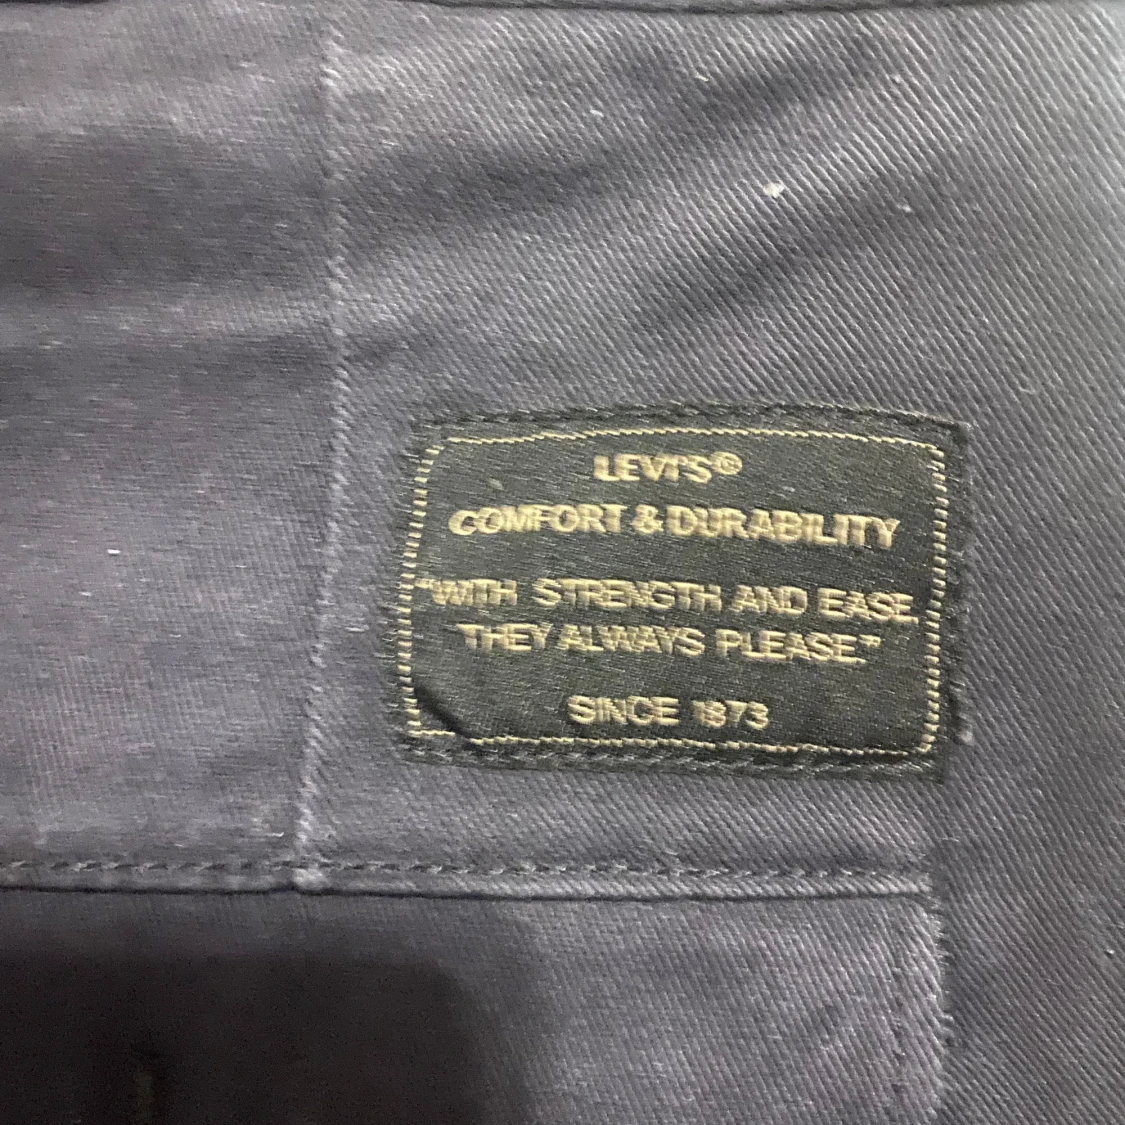 LEVI'S®
COMFORT & DURABILITY
"WITH STRENGTH AND EASE
THEY ALWAYS PLEASE."
SINCE 1873